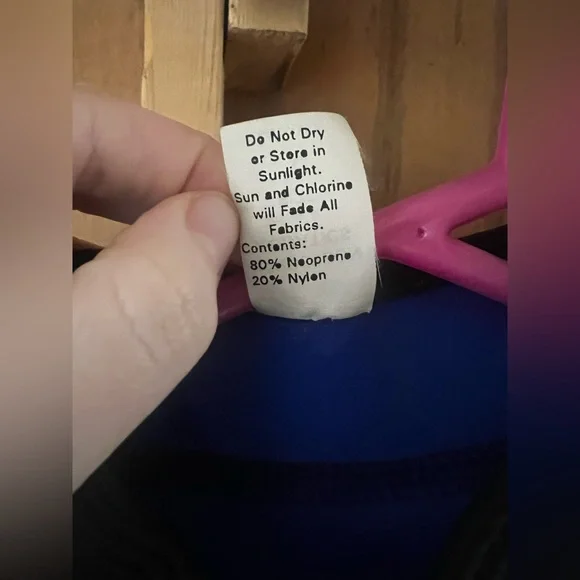 Do Not Dry
or Store in
Sunlight.
Sun and Chlorine
will Fade All
Fabrics.
Contents:
80% Neoprene
20% Nylon